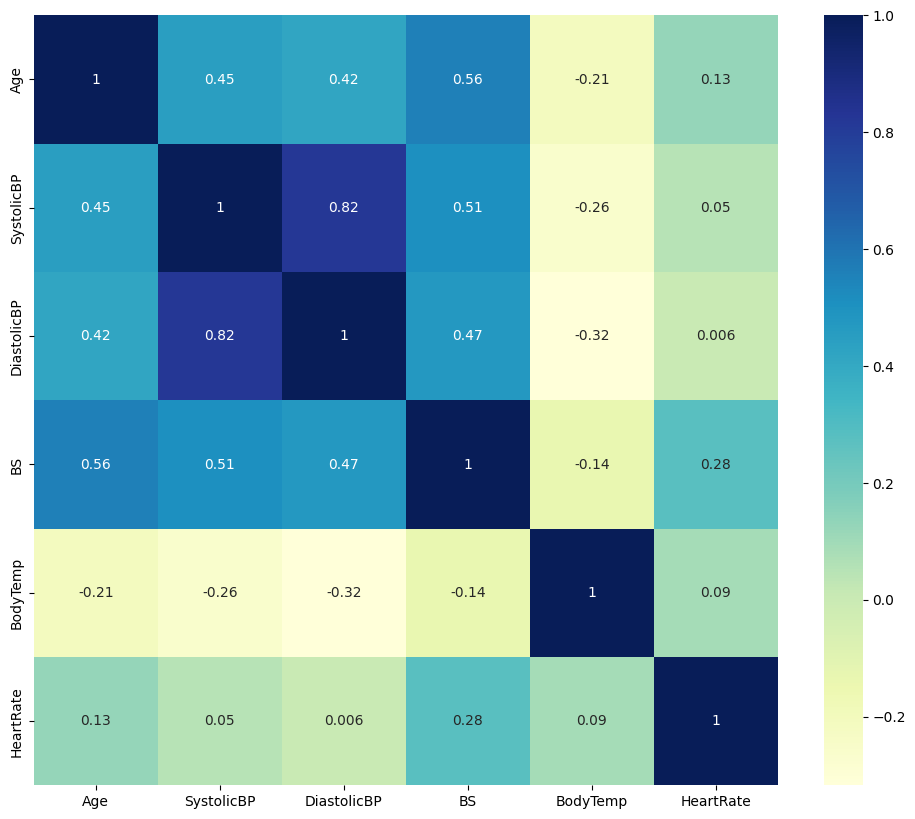 Age 1 0.45 0.42 0.56 -0.21 0.13
SystolicBP 0.45 1 0.82 0.51 -0.26 0.05
DiastolicBP 0.42 0.82 1 0.47 -0.32 0.006
BS 0.56 0.51 0.47 1 -0.14 0.28
BodyTemp -0.21 -0.26 -0.32 -0.14 1 0.09
HeartRate 0.13 0.05 0.006 0.28 0.09 1
Age SystolicBP DiastolicBP BS BodyTemp HeartRate
1.0
0.8
0.6
0.4
0.2
0.0
−0.2